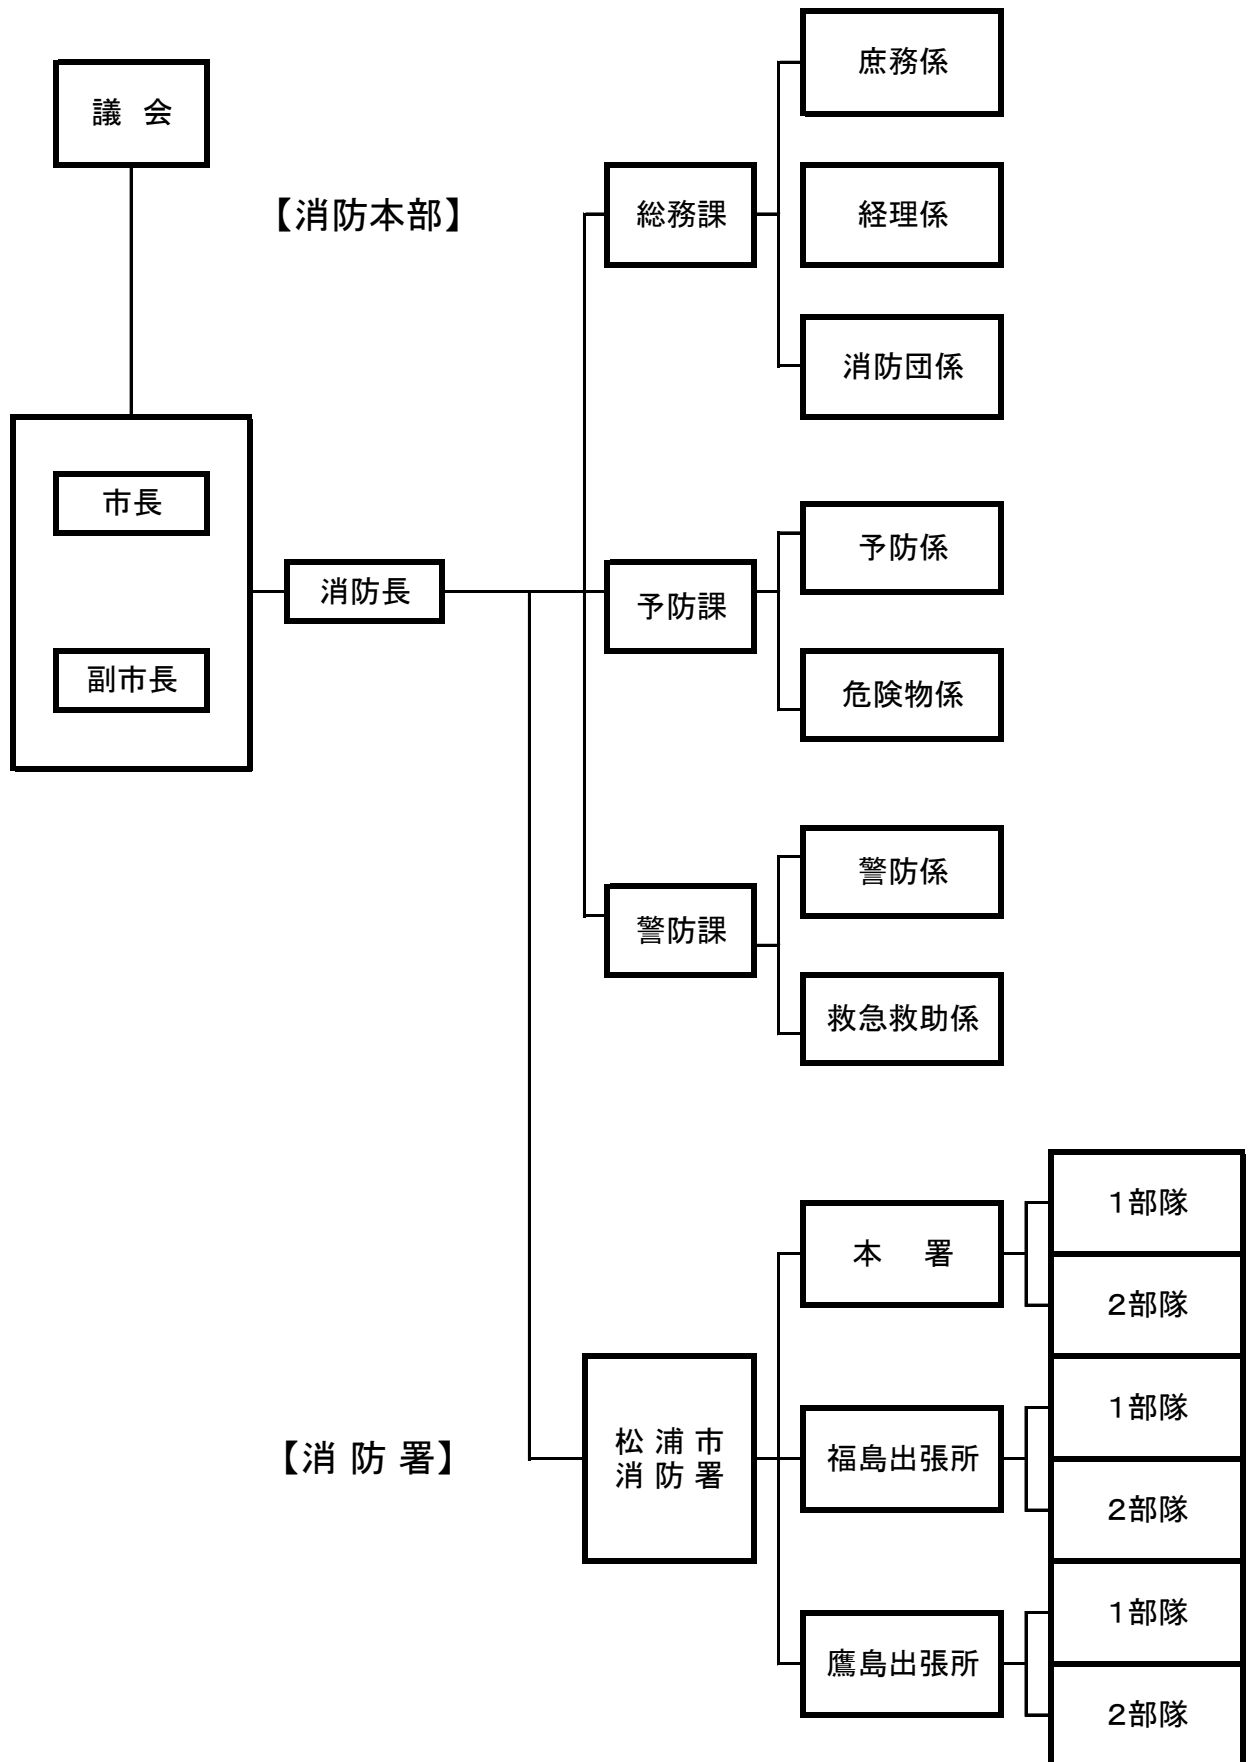 議 会
市長
副市長
消防長
【消防本部】
総務課
庶務係
経理係
消防団係
予防課
予防係
危険物係
警防課
警防係
救急救助係
【消 防 署】
松 浦 市
消 防 署
本 署
1部隊
2部隊
福島出張所
1部隊
2部隊
鷹島出張所
1部隊
2部隊